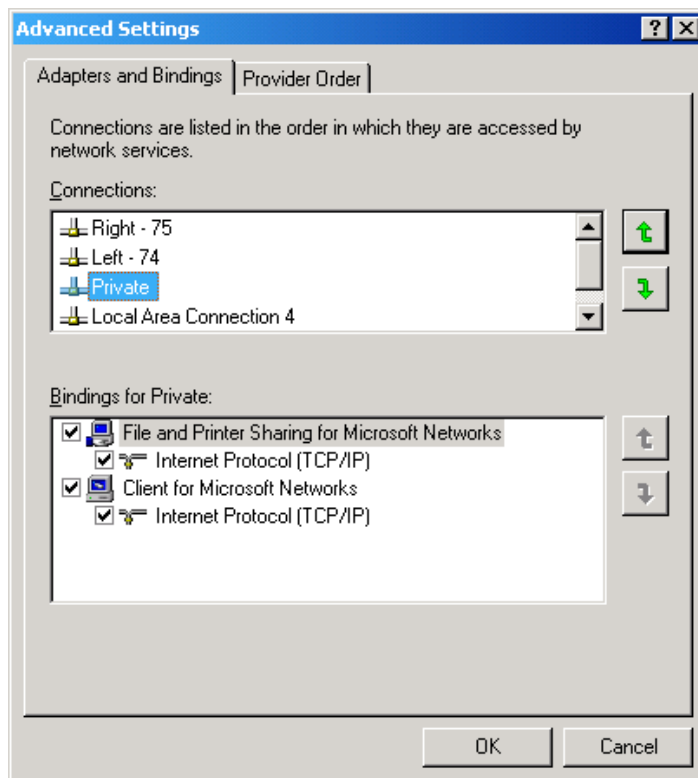 Advanced Settings
Adapters and Bindings
Provider Order
Connections are listed in the order in which they are accessed by
network services.
Connections:
Right - 75
Left - 74
Private
Local Area Connection 4
Bindings for Private:
File and Printer Sharing for Microsoft Networks
Internet Protocol (TCP/IP)
Client for Microsoft Networks
Internet Protocol (TCP/IP)
OK
Cancel